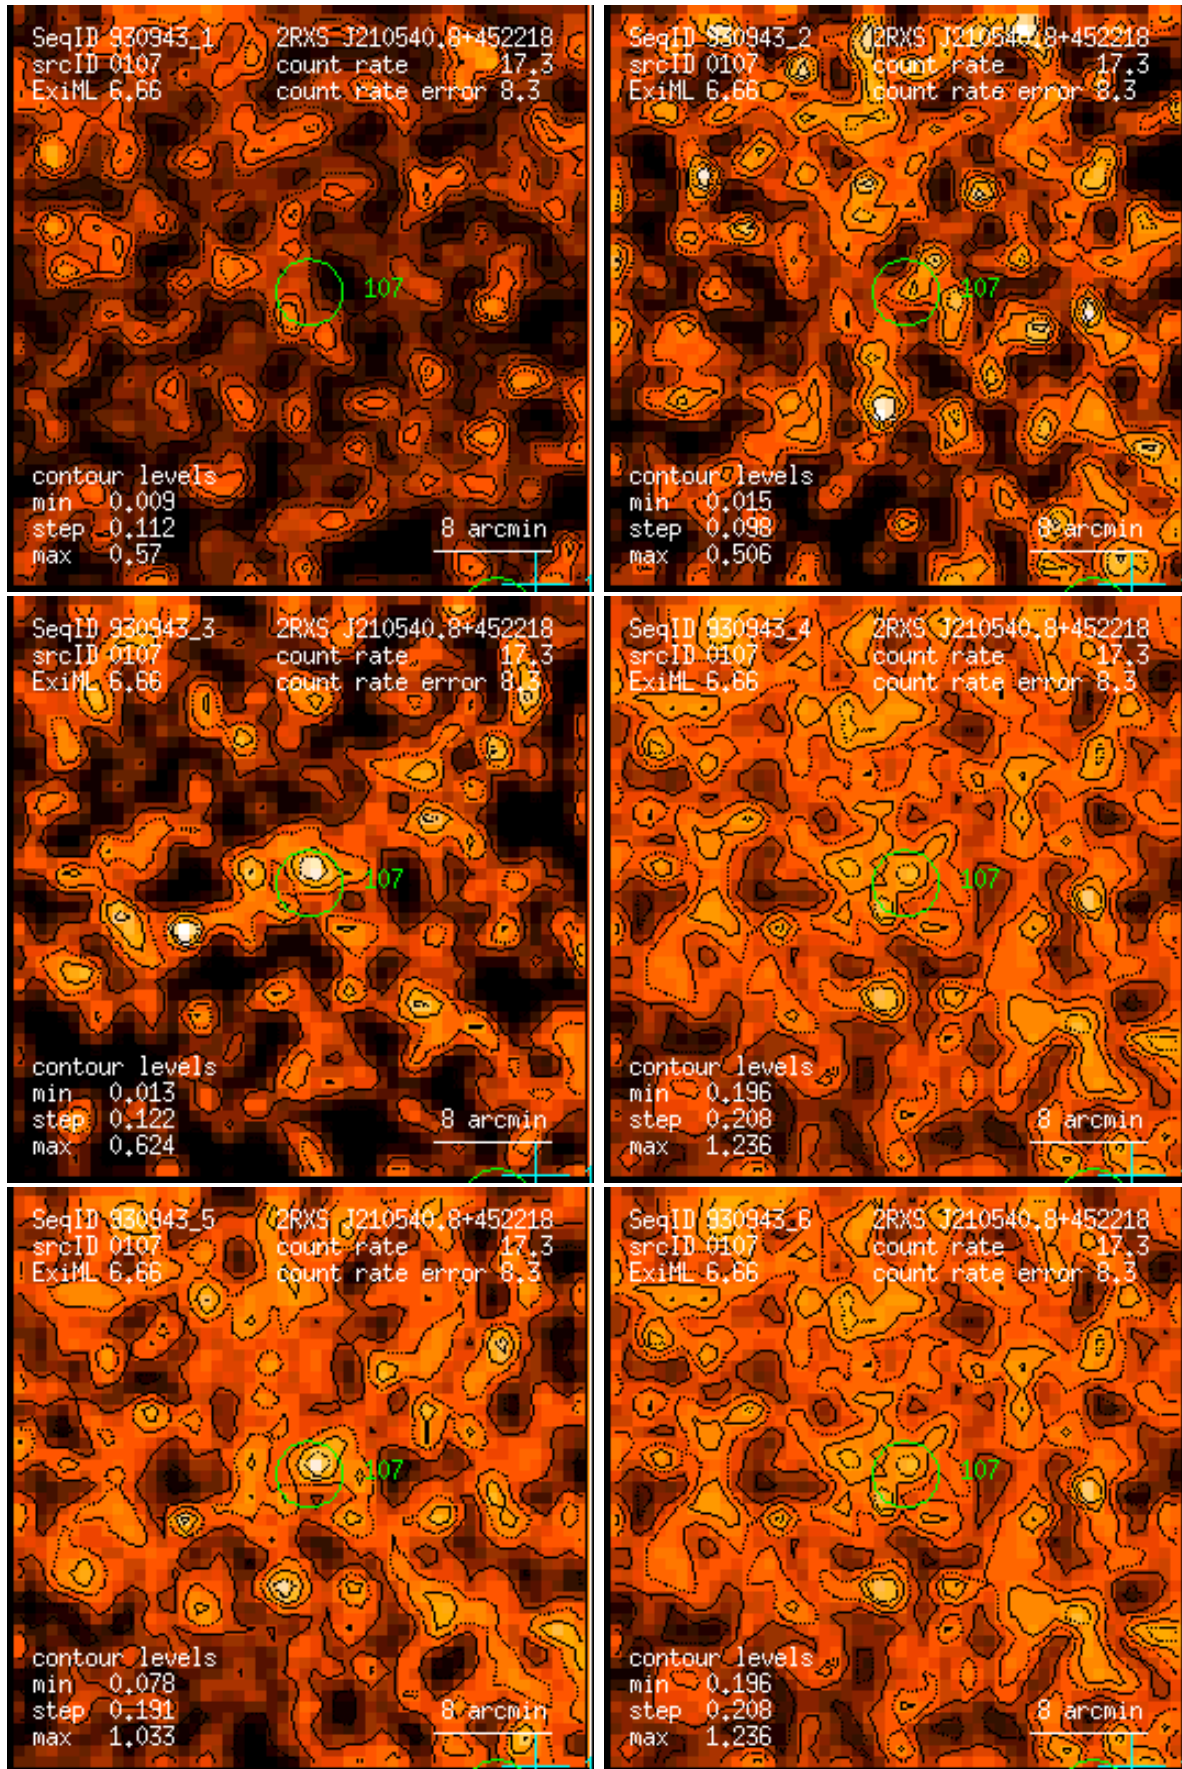 SeqID 930943_1 2RXS J210540.8+452218
srcID 0107 count rate 17.3
ExiML 6.66 count rate error 8.3
107
contour levels
min 0.009
step 0.112
max 0.57
8 arcmin
SeqID 930943_2 2RXS J210540.8+452218
srcID 0107 count rate 17.3
ExiML 6.66 count rate error 8.3
107
contour levels
min 0.015
step 0.098
max 0.506
8 arcmin
SeqID 930943_3 2RXS J210540.8+452218
srcID 0107 count rate 17.3
ExiML 6.66 count rate error 8.3
107
contour levels
min 0.013
step 0.122
max 0.624
8 arcmin
SeqID 930943_4 2RXS J210540.8+452218
srcID 0107 count rate 17.3
ExiML 6.66 count rate error 8.3
107
contour levels
min 0.196
step 0.208
max 1.236
8 arcmin
SeqID 930943_5 2RXS J210540.8+452218
srcID 0107 count rate 17.3
ExiML 6.66 count rate error 8.3
107
contour levels
min 0.078
step 0.191
max 1.033
8 arcmin
SeqID 930943_6 2RXS J210540.8+452218
srcID 0107 count rate 17.3
ExiML 6.66 count rate error 8.3
107
contour levels
min 0.196
step 0.208
max 1.236
8 arcmin